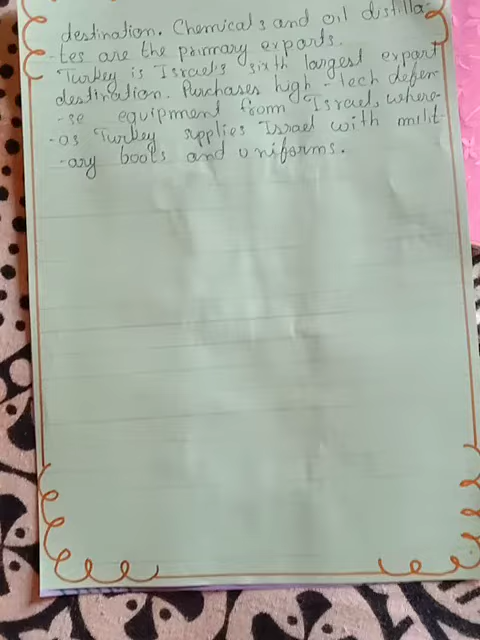 destination. Chemicals and oil distilla-
-tes are the primary exports.
Turkey is Israel's sixth largest export
destination. Purchases high-tech defen-
-se equipment from Israel, where-
-as Turkey supplies Israel with milit-
-ary boots and uniforms.